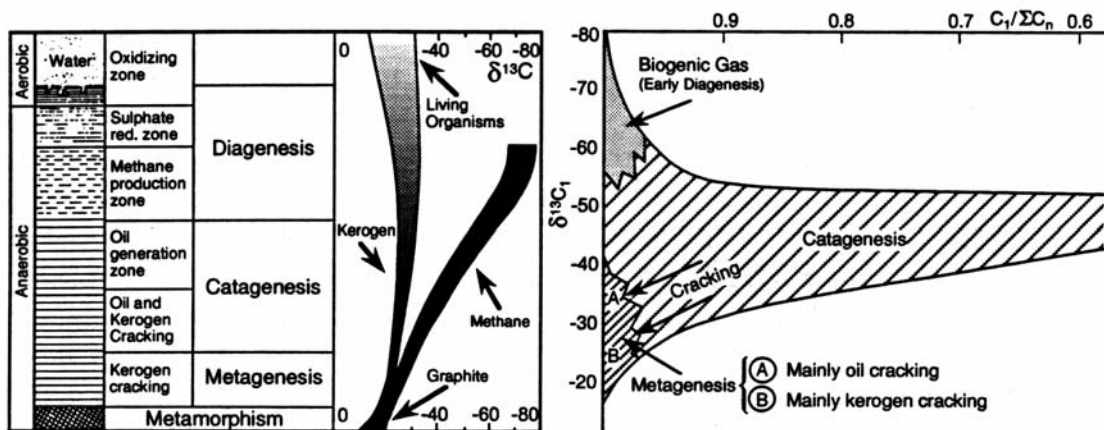 Aerobic
Anaerobic
Water
Oxidizing
zone
Sulphate
red. zone
Methane
production
zone
Oil
generation
zone
Oil and
Kerogen
Cracking
Kerogen
cracking
Diagenesis
Catagenesis
Metagenesis
Metamorphism
0 -40 -60 -80
δ¹³C
Living
Organisms
Kerogen
Methane
Graphite
0 -40 -60 -80
0.9 0.8 0.7 C₁/ΣCₙ 0.6
-80
-70
-60
-50
-40
-30
-20
δ¹³C₁
Biogenic Gas
(Early Diagenesis)
Catagenesis
Cracking
A
B
Metagenesis
A Mainly oil cracking
B Mainly kerogen cracking